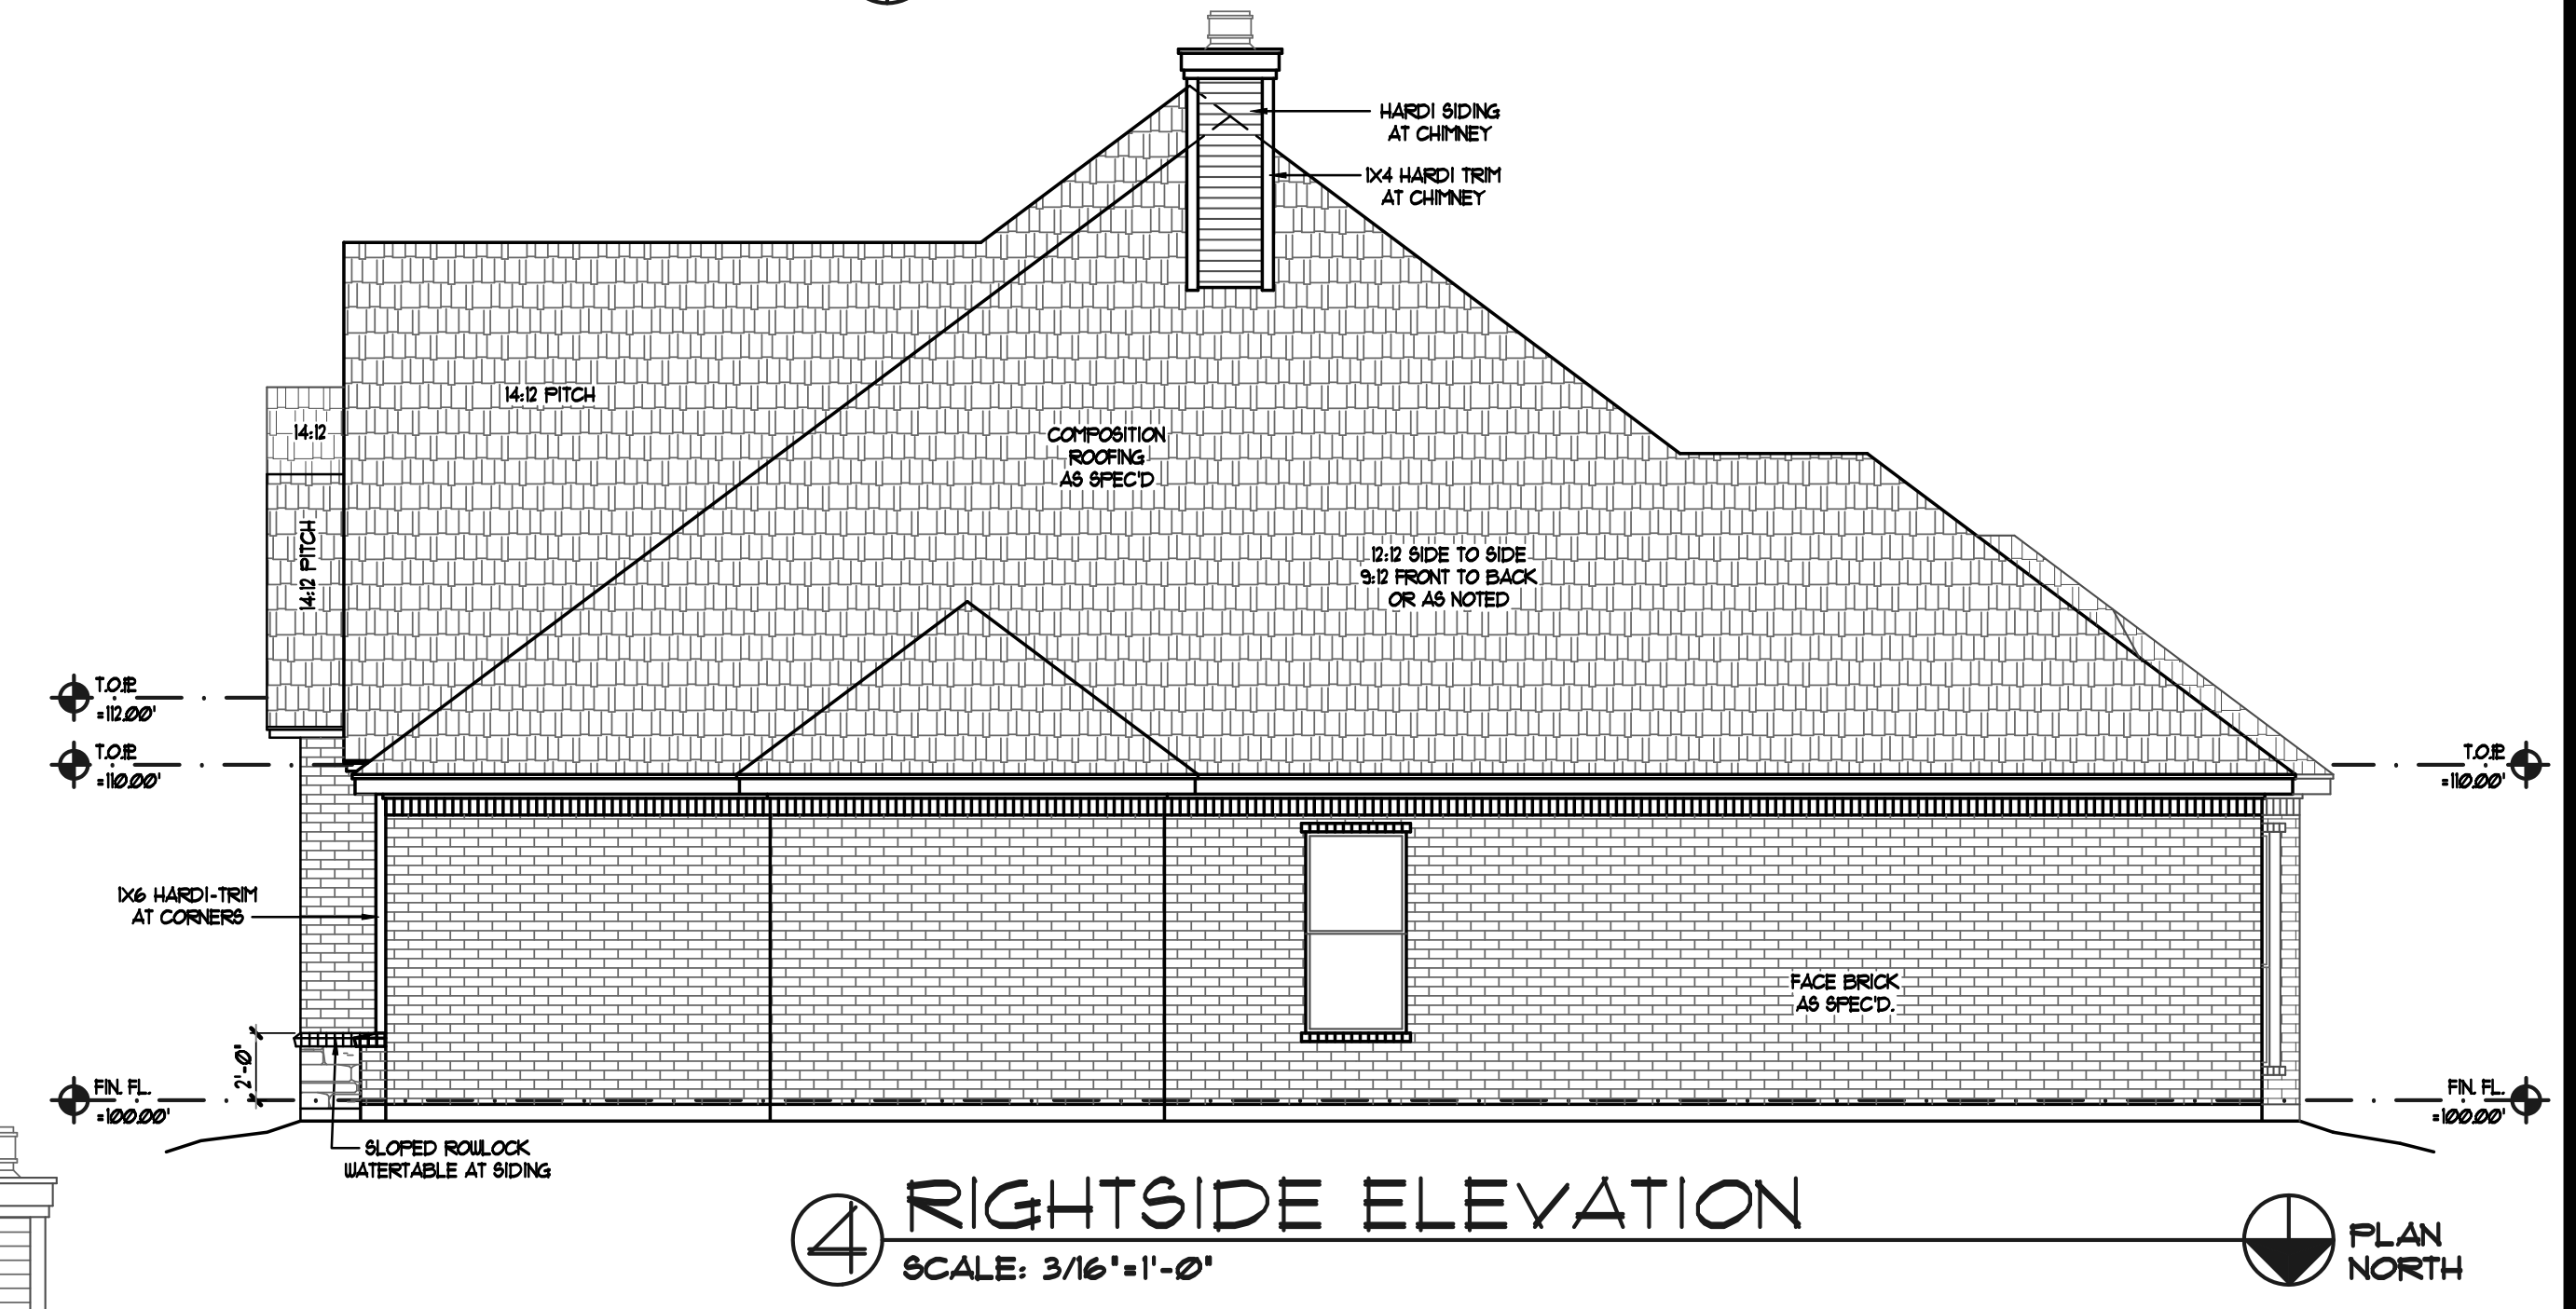 HARDI SIDING
AT CHIMNEY
1X4 HARDI TRIM
AT CHIMNEY
14:12 PITCH
14:12
COMPOSITION
ROOFING
AS SPEC'D
14:12 PITCH
12:12 SIDE TO SIDE
9:12 FRONT TO BACK
OR AS NOTED
T.O.P.
=112.00'
T.O.P.
=110.00'
T.O.P.
=110.00'
1X6 HARDI-TRIM
AT CORNERS
FACE BRICK
AS SPEC'D.
2'-0"
FIN. FL.
=100.00'
FIN. FL.
=100.00'
SLOPED ROWLOCK
WATERTABLE AT SIDING
4
RIGHTSIDE ELEVATION
SCALE: 3/16"=1'-0"
PLAN
NORTH